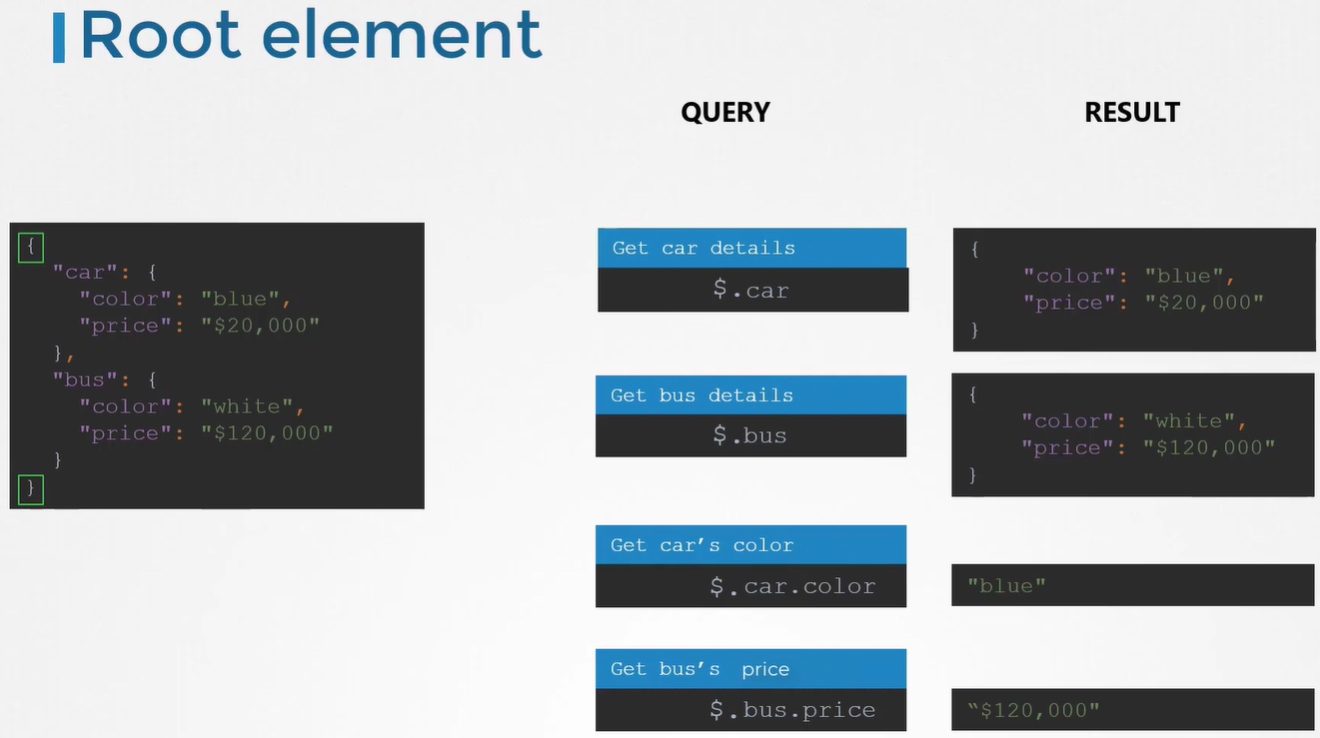 Root element
QUERY
RESULT
{
"car": {
"color": "blue",
"price": "$20,000"
},
"bus": {
"color": "white",
"price": "$120,000"
}
}
Get car details
$.car
{
"color": "blue",
"price": "$20,000"
}
Get bus details
$.bus
{
"color": "white",
"price": "$120,000"
}
Get car’s color
$.car.color
"blue"
Get bus’s price
$.bus.price
“$120,000"